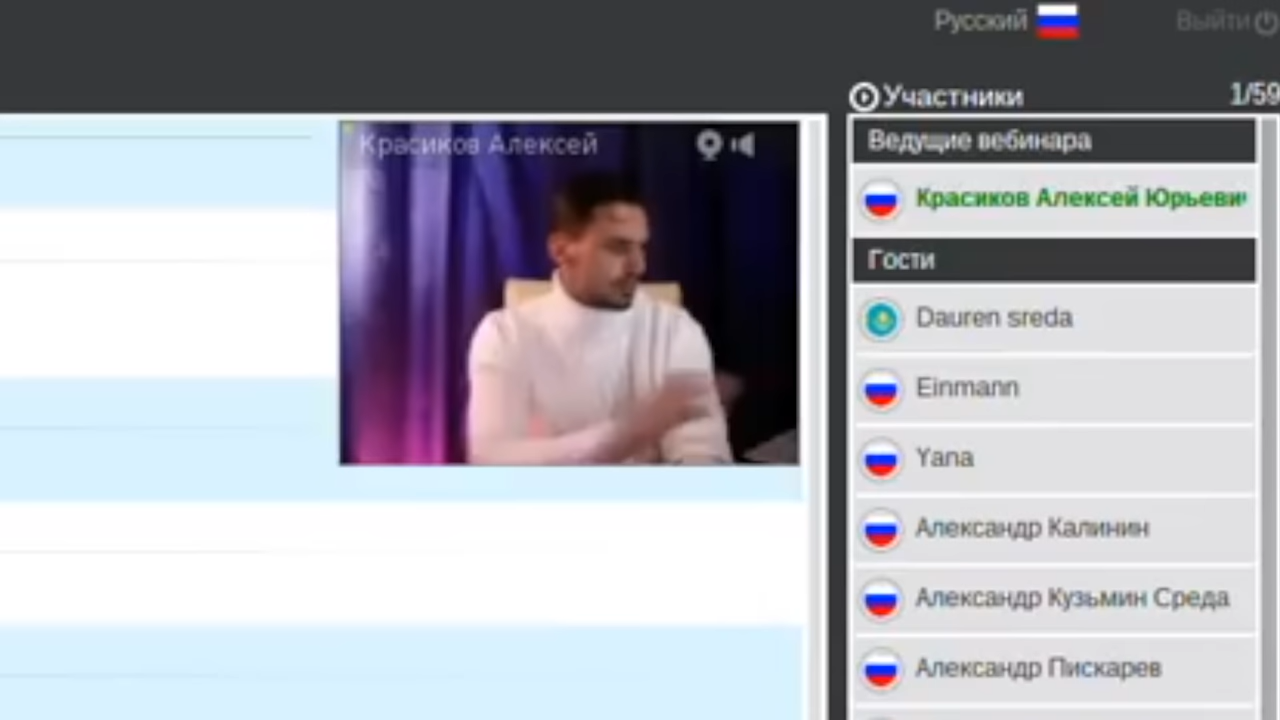 Русский
Выйти
Участники 1/59
Красиков Алексей
Ведущие вебинара
Красиков Алексей Юрьеви
Гости
Dauren sreda
Einmann
Yana
Александр Калинин
Александр Кузьмин Среда
Александр Пискарев